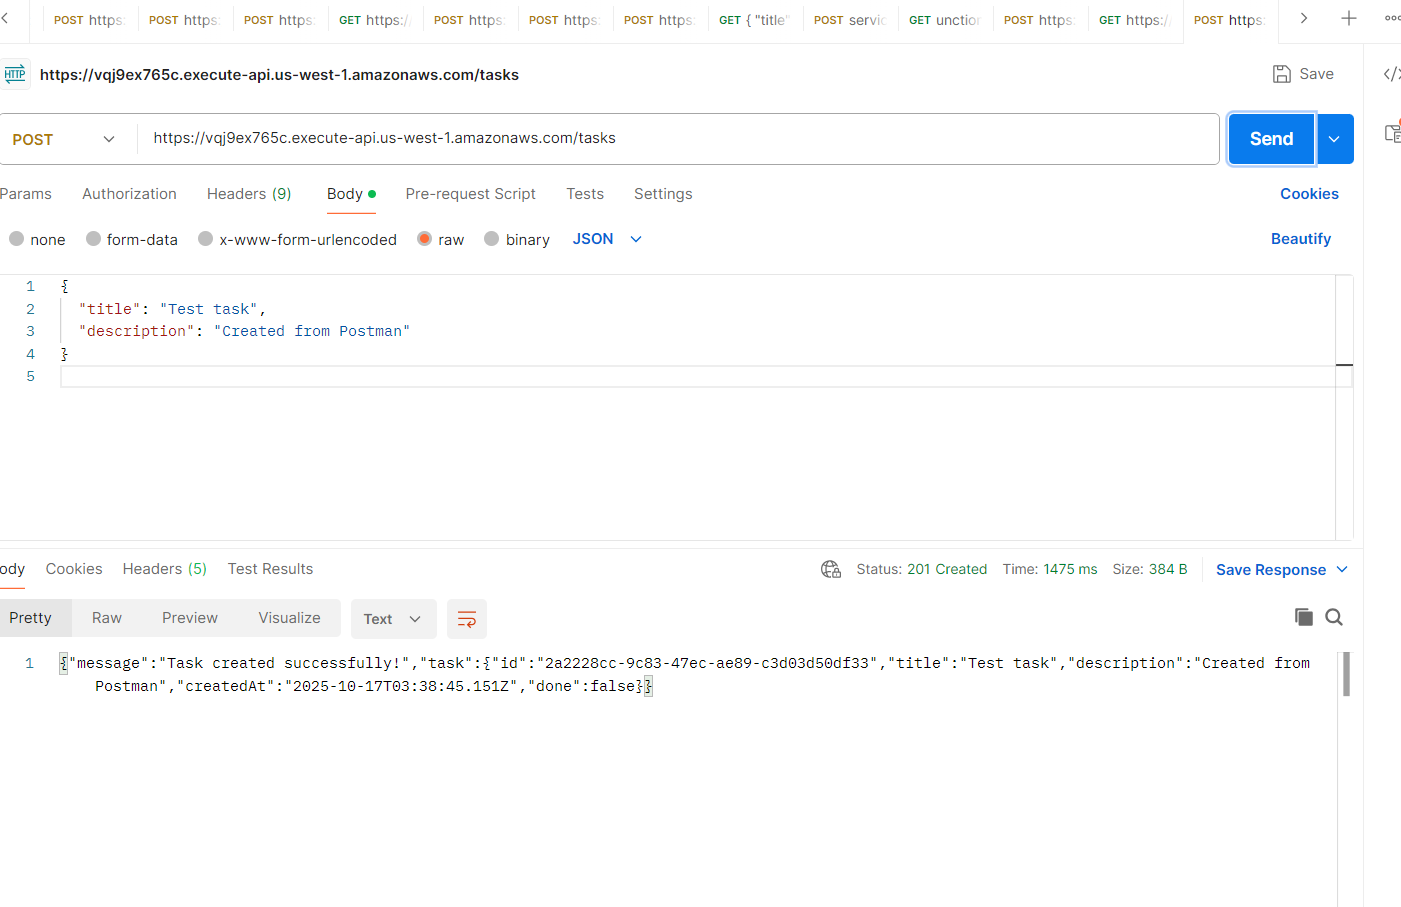 POST https: POST https: POST https: GET https:/ POST https: POST https: POST https: GET { "title" POST servic GET unction POST https: GET https:/ POST https:
HTTP https://vqj9ex765c.execute-api.us-west-1.amazonaws.com/tasks Save
POST https://vqj9ex765c.execute-api.us-west-1.amazonaws.com/tasks Send
Params Authorization Headers (9) Body Pre-request Script Tests Settings Cookies
none form-data x-www-form-urlencoded raw binary JSON Beautify
1 {
2 "title": "Test task",
3 "description": "Created from Postman"
4 }
5
ody Cookies Headers (5) Test Results Status: 201 Created Time: 1475 ms Size: 384 B Save Response
Pretty Raw Preview Visualize Text
1 {"message":"Task created successfully!","task":{"id":"2a2228cc-9c83-47ec-ae89-c3d03d50df33","title":"Test task","description":"Created from
Postman","createdAt":"2025-10-17T03:38:45.151Z","done":false}}